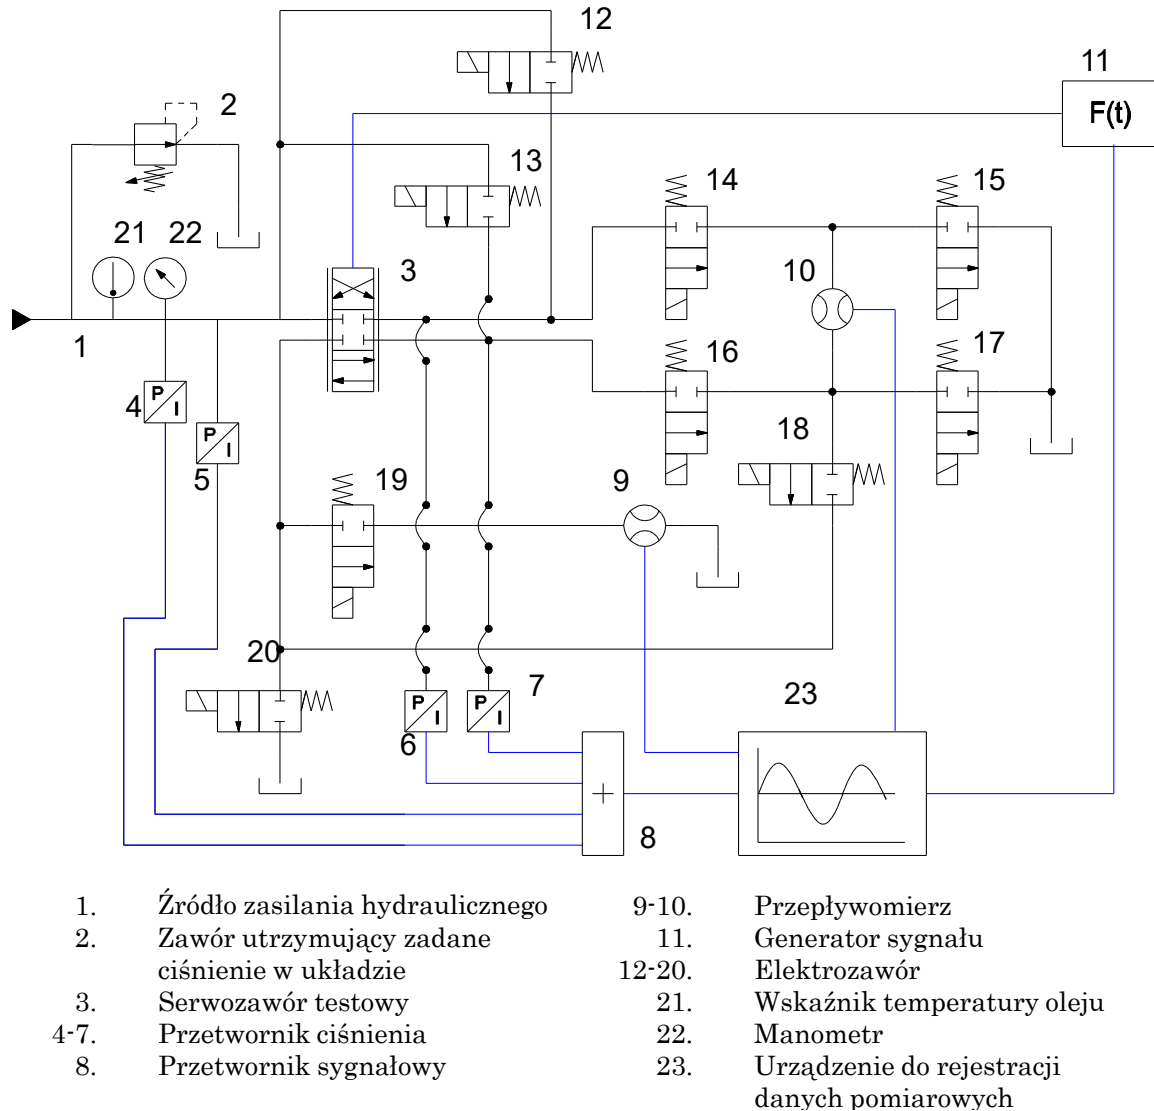 12
11
2
F(t)
13
14
15
21
22
3
10
1
16
17
4
P
I
P
I
18
5
19
9
20
7
23
P
I
P
I
6
8
1. Źródło zasilania hydraulicznego
2. Zawór utrzymujący zadane
ciśnienie w układzie
3. Serwozawór testowy
4-7. Przetwornik ciśnienia
8. Przetwornik sygnałowy
9-10. Przepływomierz
11. Generator sygnału
12-20. Elektrozawór
21. Wskaźnik temperatury oleju
22. Manometr
23. Urządzenie do rejestracji
danych pomiarowych